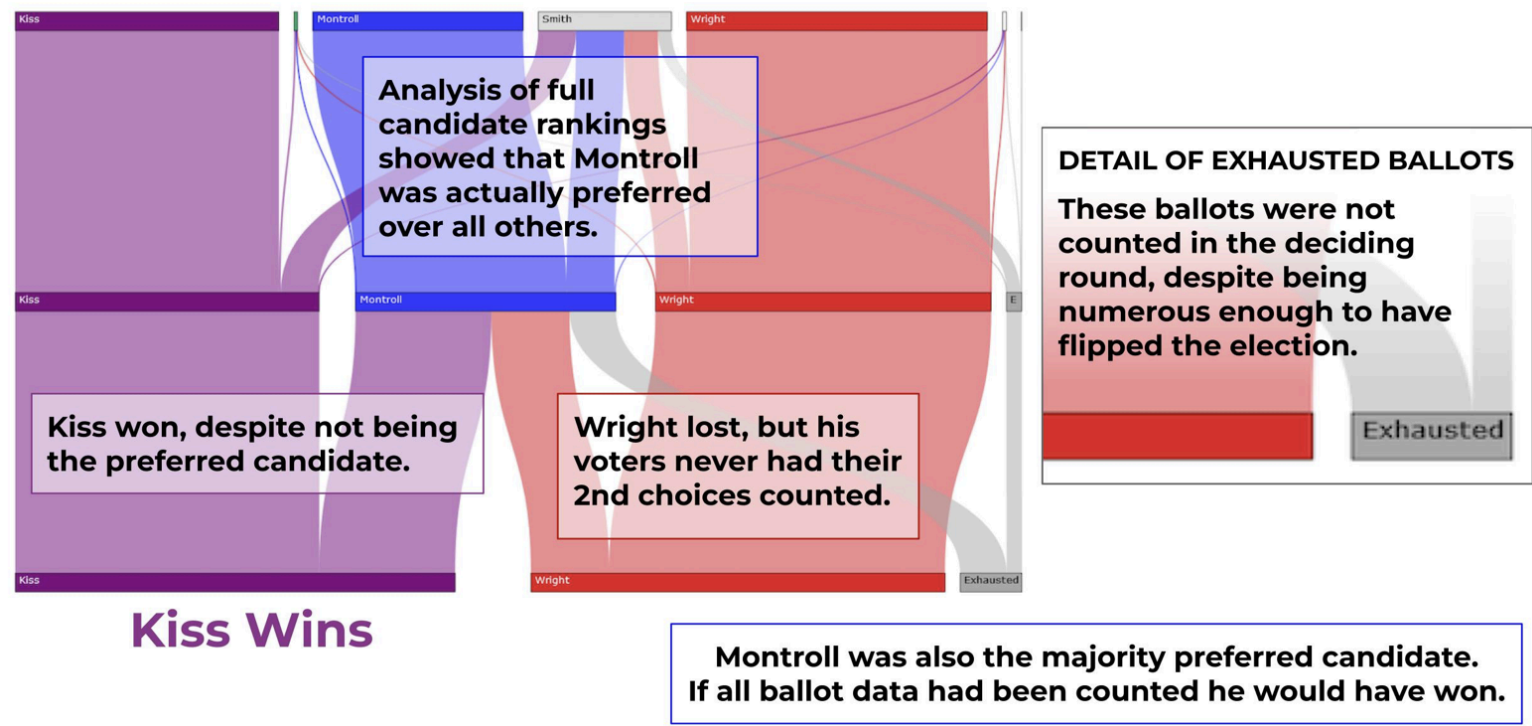 Kiss
Montroll
Smith
Wright
Analysis of full
candidate rankings
showed that Montroll
was actually preferred
over all others.
DETAIL OF EXHAUSTED BALLOTS
These ballots were not
counted in the deciding
round, despite being
numerous enough to have
flipped the election.
Exhausted
Kiss
Montroll
Wright
E
Kiss won, despite not being
the preferred candidate.
Wright lost, but his
voters never had their
2nd choices counted.
Kiss
Wright
Exhausted
Kiss Wins
Montroll was also the majority preferred candidate.
If all ballot data had been counted he would have won.